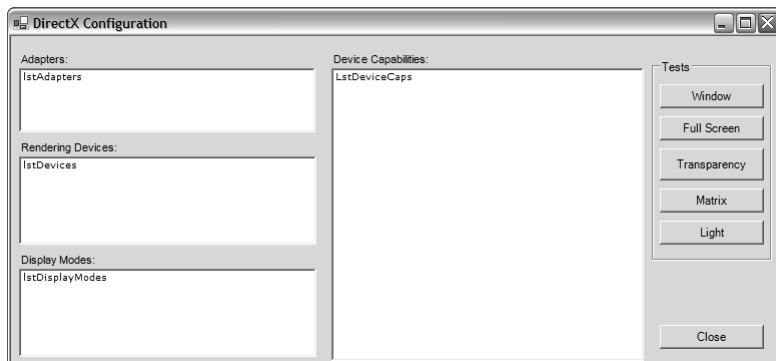 DirectX Configuration
Adapters:
lstAdapters
Rendering Devices:
lstDevices
Display Modes:
lstDisplayModes
Device Capabilities:
LstDeviceCaps
Tests
Window
Full Screen
Transparency
Matrix
Light
Close